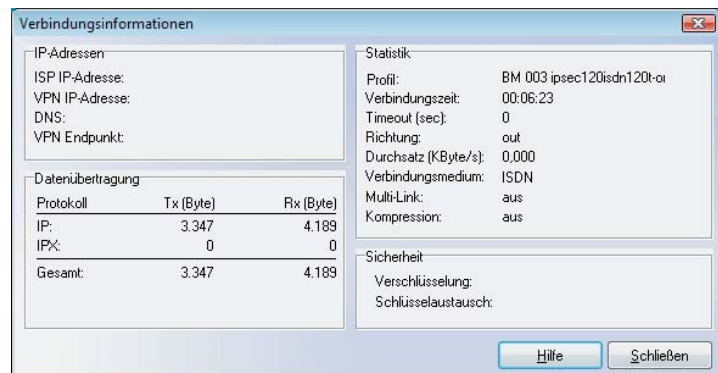 Verbindungsinformationen
IP-Adressen
ISP IP-Adresse:
VPN IP-Adresse:
DNS:
VPN Endpunkt:
Datenübertragung
Protokoll Tx (Byte) Rx (Byte)
IP: 3.347 4.189
IPX: 0 0
Gesamt: 3.347 4.189
Statistik
Profil: BM 003 ipsec120isdn120t-
Verbindungszeit: 00:06:23
Timeout (sec): 0
Richtung: out
Durchsatz (KByte/s): 0,000
Verbindungsmedium: ISDN
Multi-Link: aus
Kompression: aus
Sicherheit
Verschlüsselung:
Schlüsselaustausch:
Hilfe Schließen